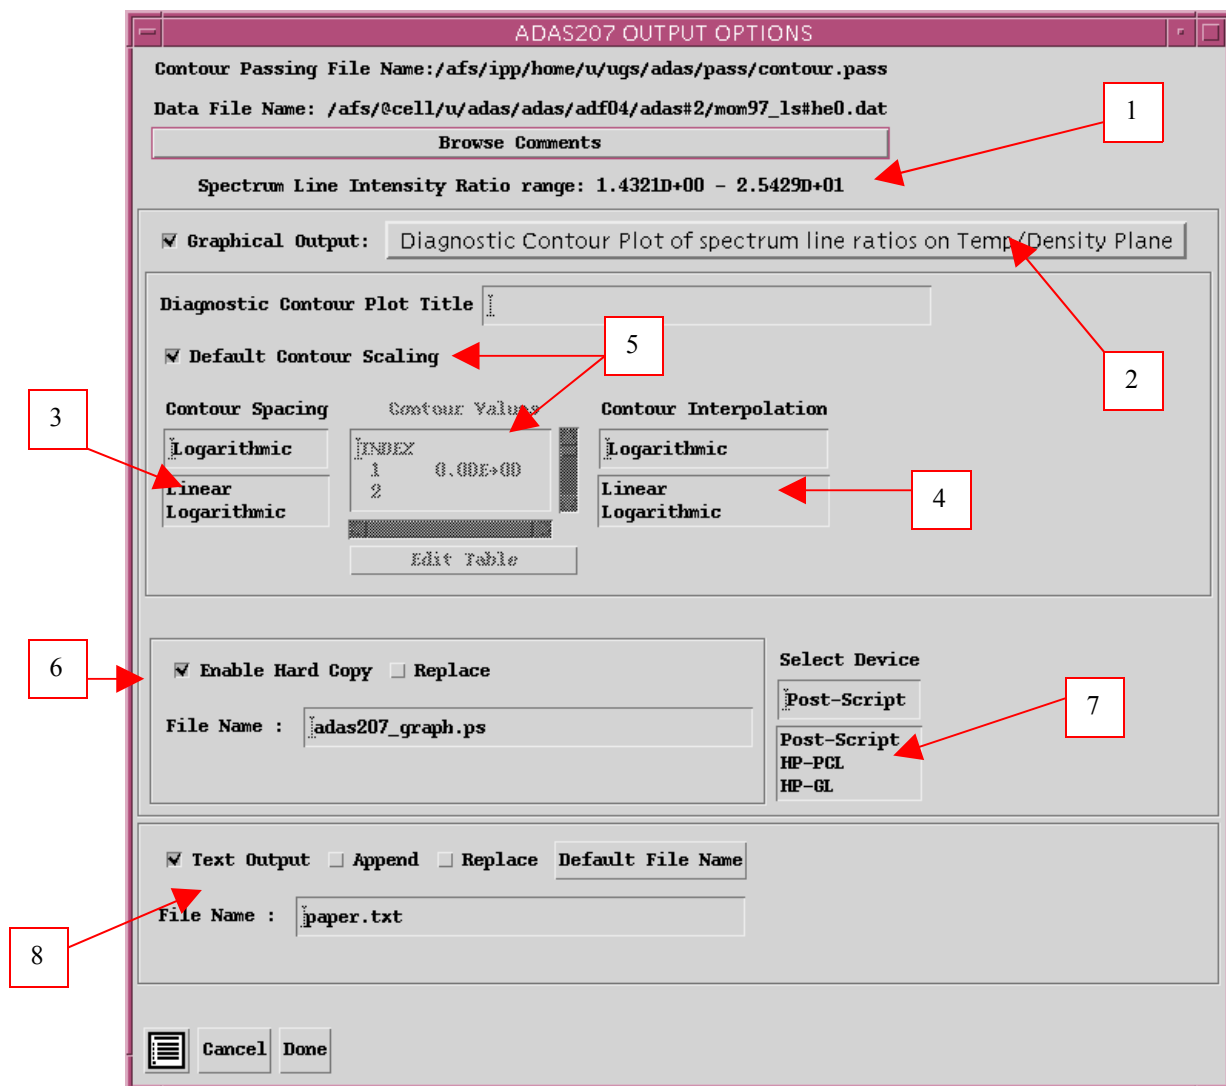 ADAS207 OUTPUT OPTIONS
Contour Passing File Name:/afs/ipp/home/u/ugs/adas/pass/contour.pass
Data File Name: /afs/@cell/u/adas/adas/adf04/adas#2/mom97_ls#he0.dat
1
Browse Comments
Spectrum Line Intensity Ratio range: 1.4321D+00 - 2.5429D+01
Graphical Output: Diagnostic Contour Plot of spectrum line ratios on Temp/Density Plane
Diagnostic Contour Plot Title
5
Default Contour Scaling
2
3
Contour Spacing Contour Values Contour Interpolation
Logarithmic INDEX Logarithmic
1 0.00E+00
Linear 2 Linear
4
Logarithmic Logarithmic
Edit Table
6
Enable Hard Copy Replace Select Device
Post-Script
7
File Name : adas207_graph.ps
Post-Script
HP-PCL
HP-GL
Text Output Append Replace Default File Name
File Name : paper.txt
8
Cancel Done